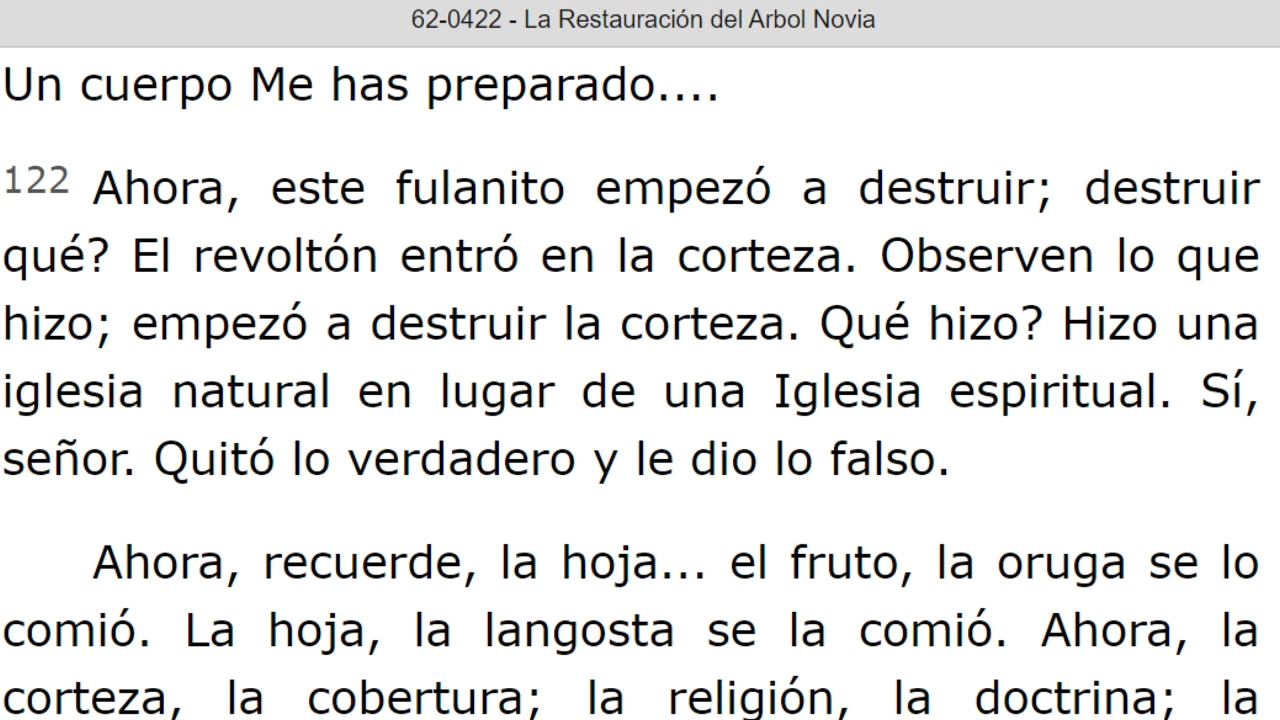 62-0422 - La Restauración del Arbol Novia
Un cuerpo Me has preparado....
122 Ahora, este fulanito empezó a destruir; destruir
qué? El revoltón entró en la corteza. Observen lo que
hizo; empezó a destruir la corteza. Qué hizo? Hizo una
iglesia natural en lugar de una Iglesia espiritual. Sí,
señor. Quitó lo verdadero y le dio lo falso.
Ahora, recuerde, la hoja... el fruto, la oruga se lo
comió. La hoja, la langosta se la comió. Ahora, la
corteza, la cobertura; la religión, la doctrina; la